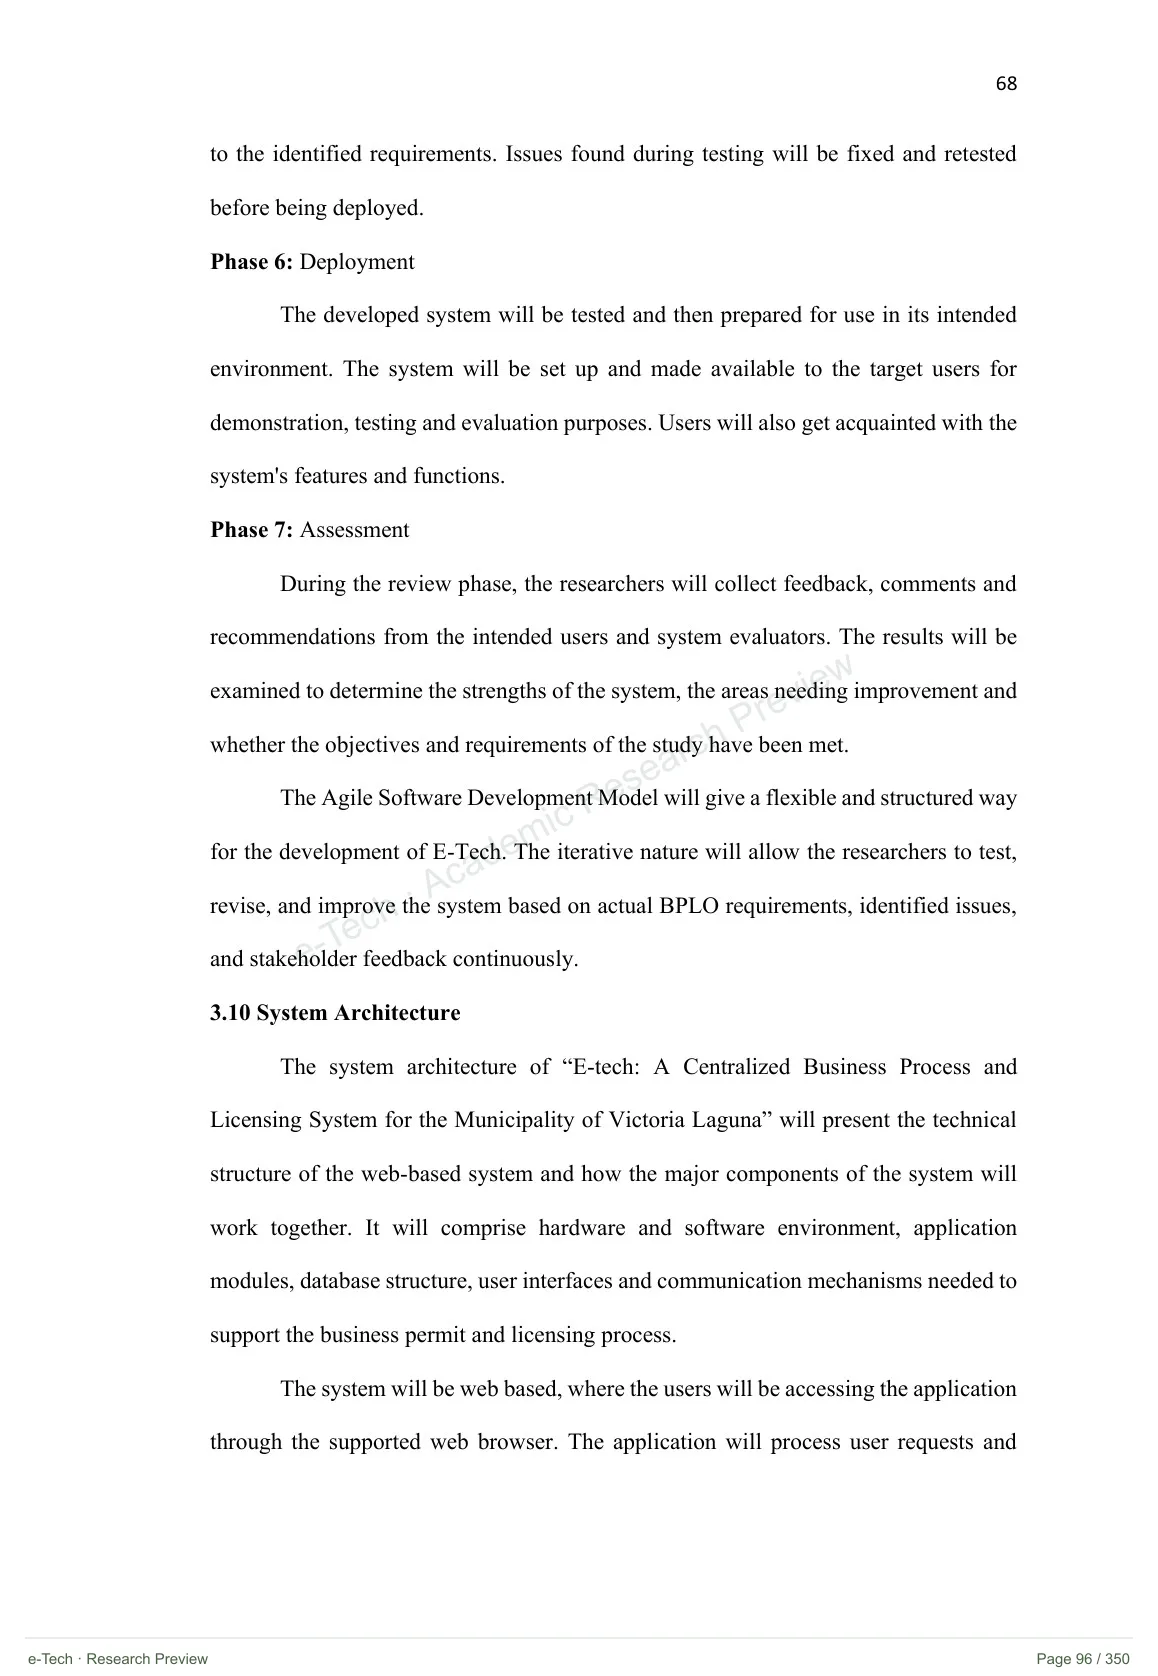 68
to the identified requirements. Issues found during testing will be fixed and retested
before being deployed.
Phase 6: Deployment
The developed system will be tested and then prepared for use in its intended
environment. The system will be set up and made available to the target users for
demonstration, testing and evaluation purposes. Users will also get acquainted with the
system's features and functions.
Phase 7: Assessment
During the review phase, the researchers will collect feedback, comments and
recommendations from the intended users and system evaluators. The results will be
examined to determine the strengths of the system, the areas needing improvement and
whether the objectives and requirements of the study have been met.
The Agile Software Development Model will give a flexible and structured way
for the development of E-Tech. The iterative nature will allow the researchers to test,
revise, and improve the system based on actual BPLO requirements, identified issues,
and stakeholder feedback continuously.
e-Tech · Academic Research Preview
3.10 System Architecture
The system architecture of “E-tech: A Centralized Business Process and
Licensing System for the Municipality of Victoria Laguna” will present the technical
structure of the web-based system and how the major components of the system will
work together. It will comprise hardware and software environment, application
modules, database structure, user interfaces and communication mechanisms needed to
support the business permit and licensing process.
The system will be web based, where the users will be accessing the application
through the supported web browser. The application will process user requests and
e-Tech · Research Preview
Page 96 / 350